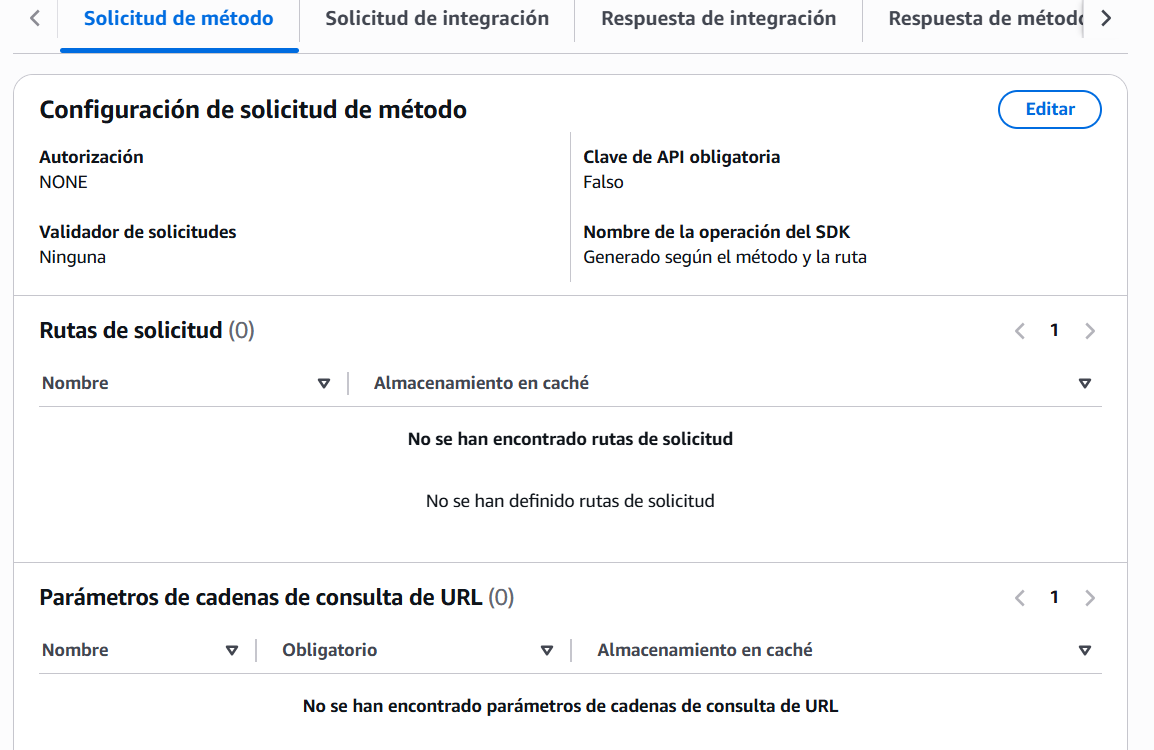 Solicitud de método Solicitud de integración Respuesta de integración Respuesta de método
Configuración de solicitud de método Editar
Autorización Clave de API obligatoria
NONE Falso
Validador de solicitudes Nombre de la operación del SDK
Ninguna Generado según el método y la ruta
Rutas de solicitud (0) 1
Nombre Almacenamiento en caché
No se han encontrado rutas de solicitud
No se han definido rutas de solicitud
Parámetros de cadenas de consulta de URL (0) 1
Nombre Obligatorio Almacenamiento en caché
No se han encontrado parámetros de cadenas de consulta de URL